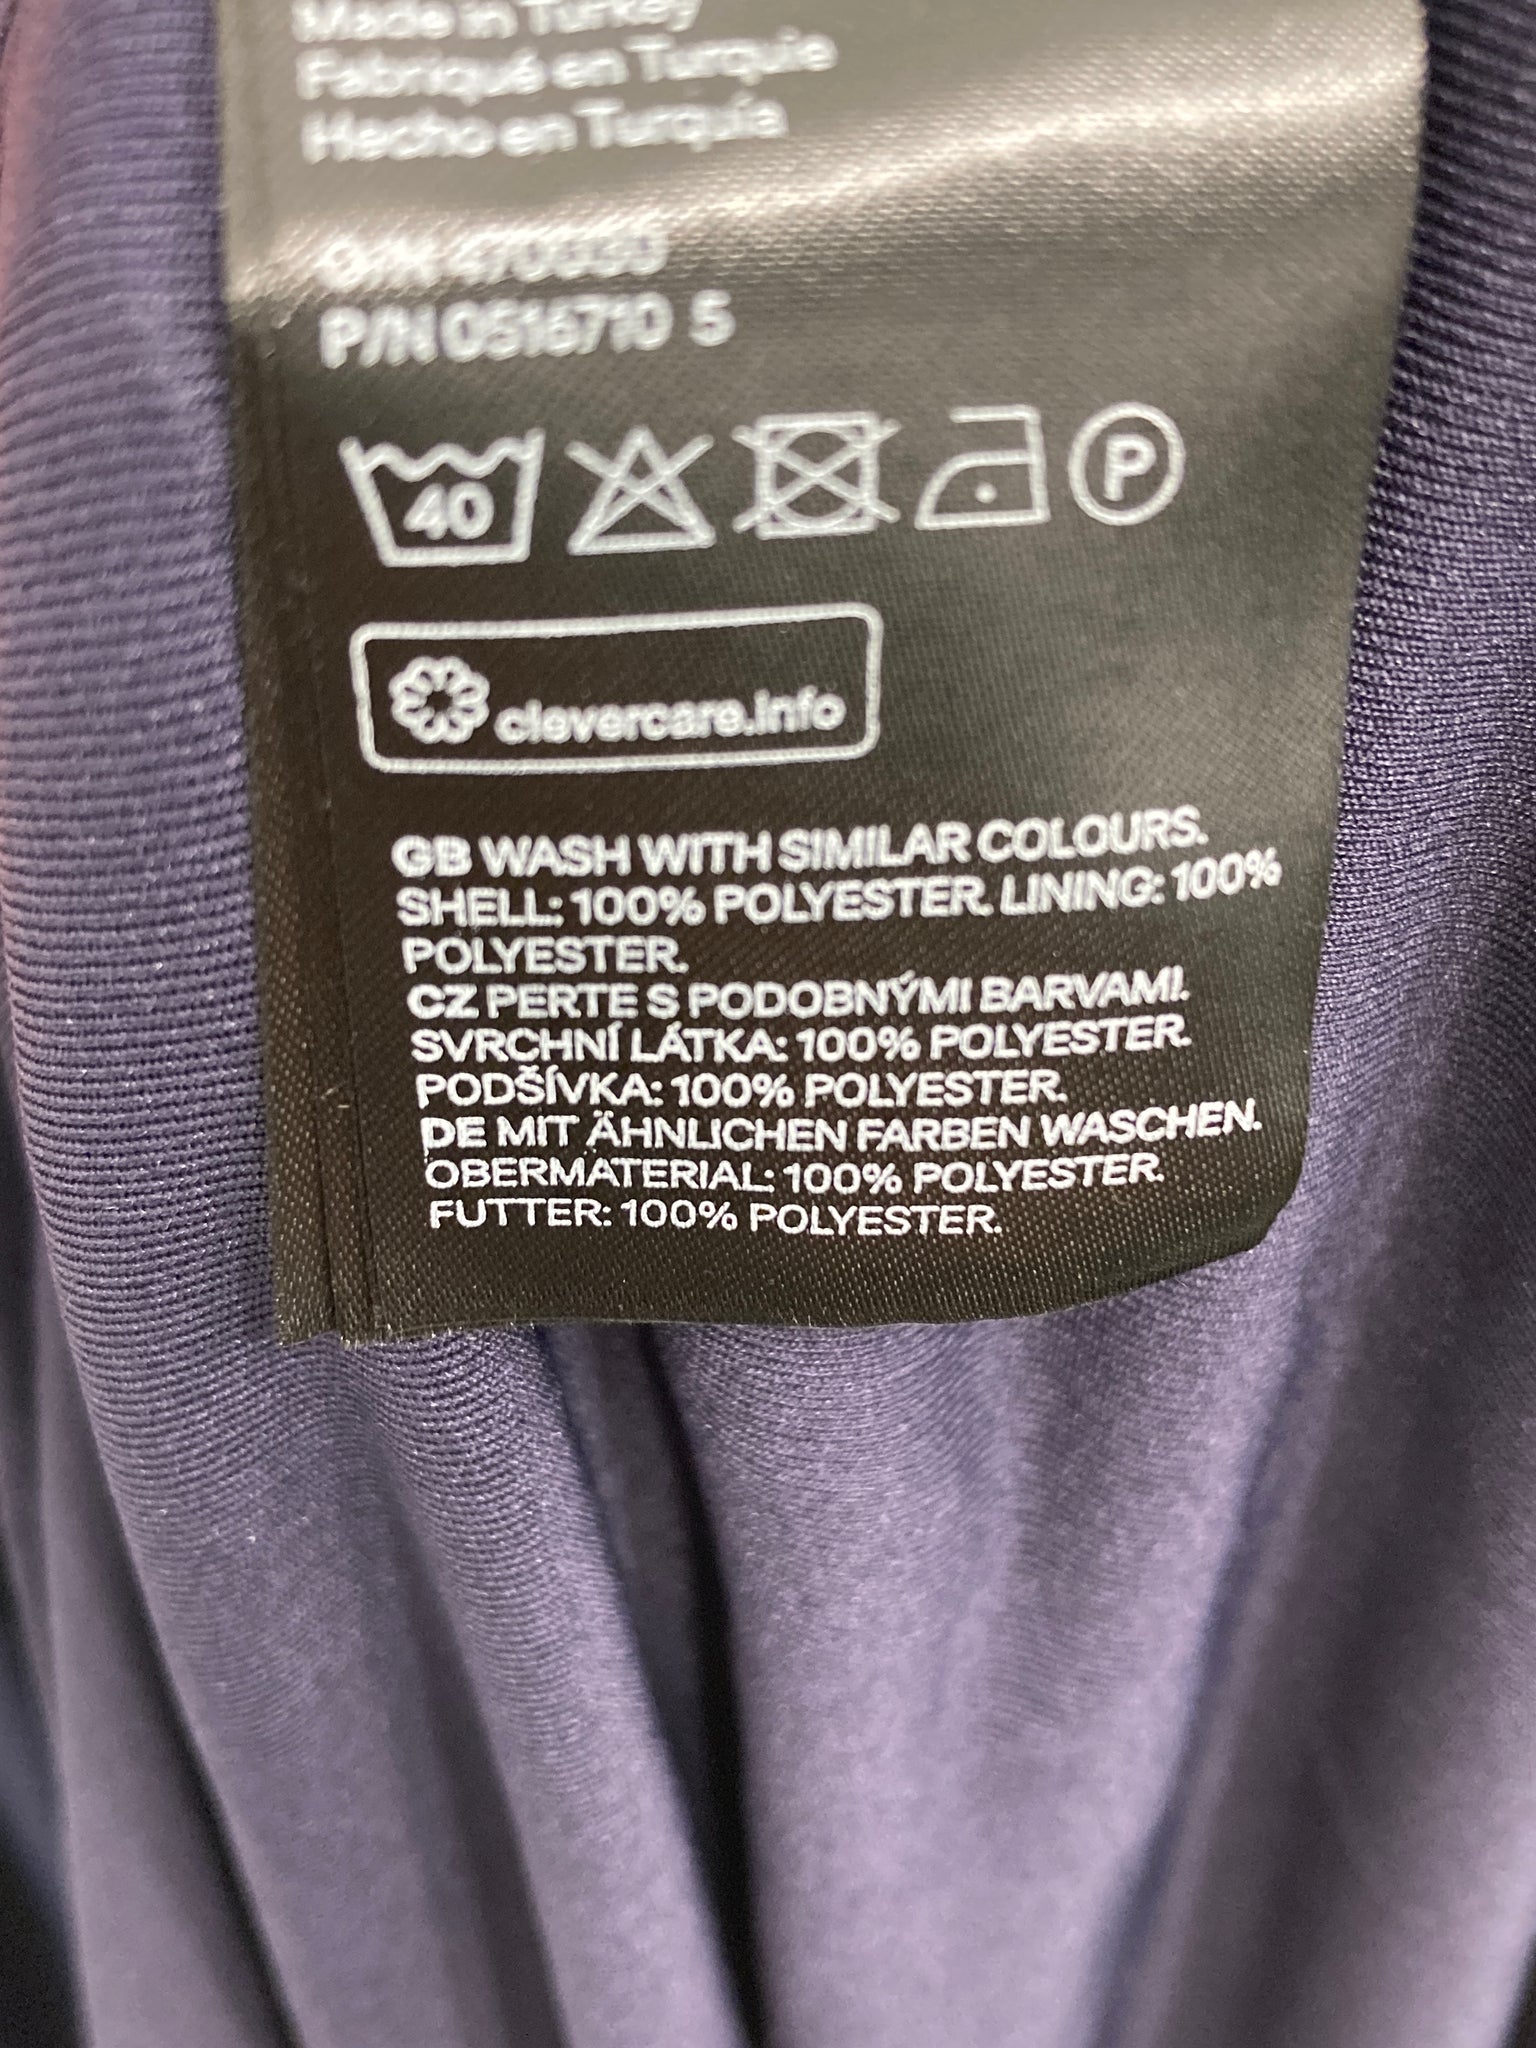 Made in Turkey
Fabriqué en Turquie
Hecho en Turquía
P/N 0516710 5
40
P
clevercare.info
GB WASH WITH SIMILAR COLOURS.
SHELL: 100% POLYESTER. LINING: 100%
POLYESTER.
CZ PERTE S PODOBNÝMI BARVAMI.
SVRCHNÍ LÁTKA: 100% POLYESTER.
PODŠÍVKA: 100% POLYESTER.
DE MIT ÄHNLICHEN FARBEN WASCHEN.
OBERMATERIAL: 100% POLYESTER.
FUTTER: 100% POLYESTER.